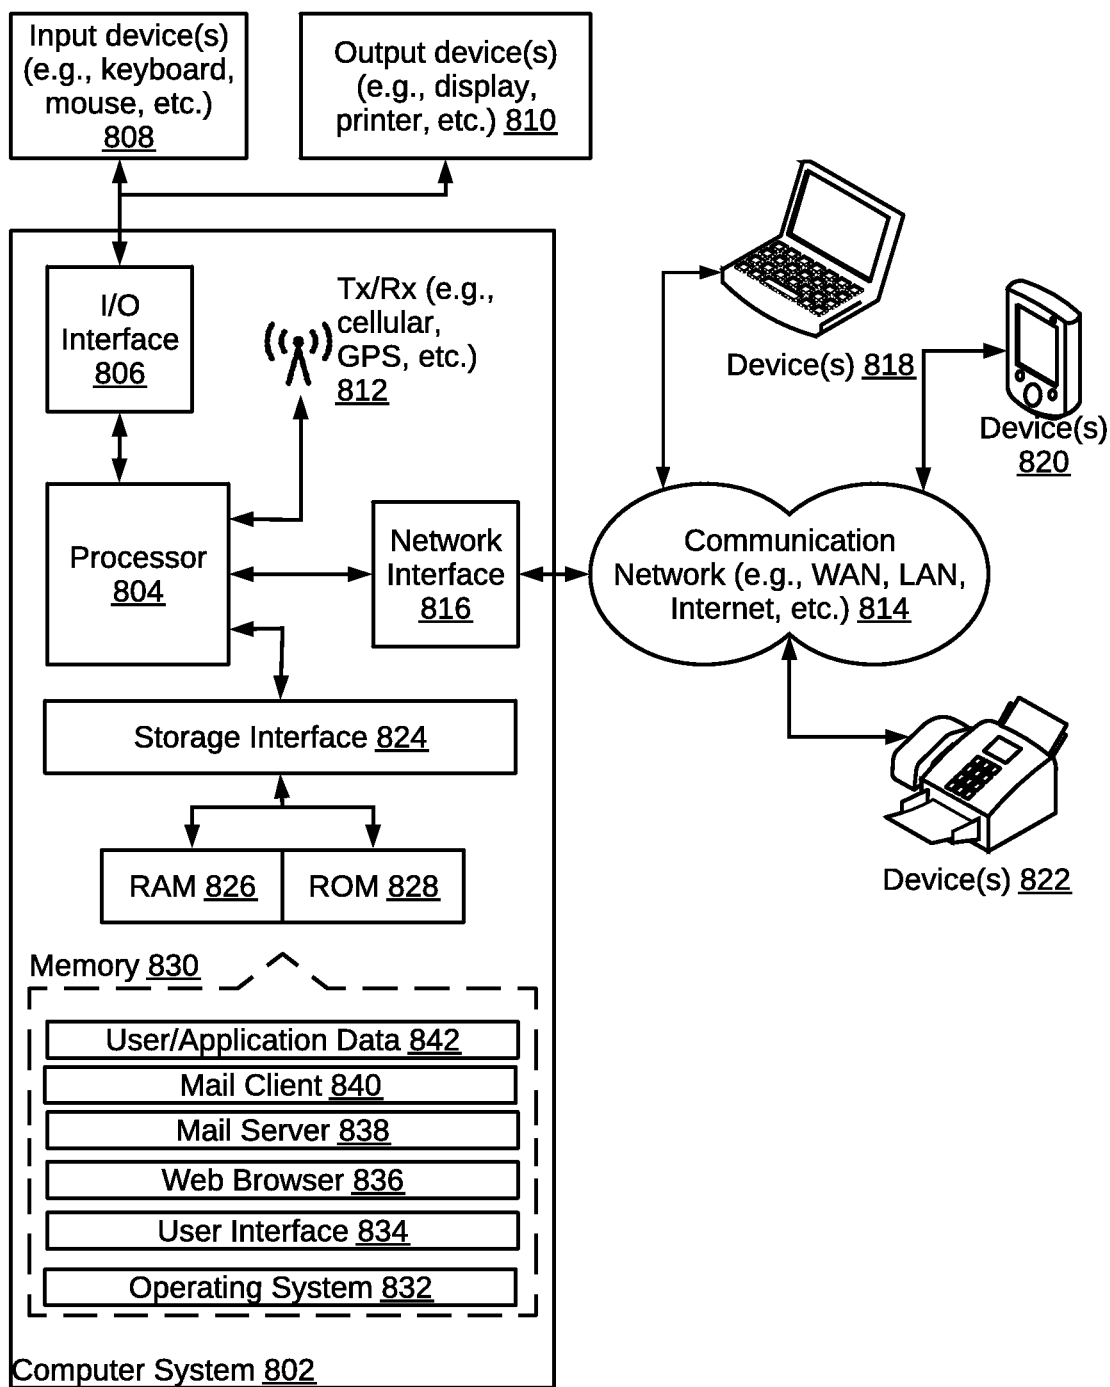 Input device(s)
(e.g., keyboard,
mouse, etc.)
808
Output device(s)
(e.g., display,
printer, etc.) 810
I/O
Interface
806
Tx/Rx (e.g.,
cellular,
GPS, etc.)
812
Device(s) 818
Device(s)
820
Processor
804
Network
Interface
816
Communication
Network (e.g., WAN, LAN,
Internet, etc.) 814
Storage Interface 824
RAM 826
ROM 828
Device(s) 822
Memory 830
User/Application Data 842
Mail Client 840
Mail Server 838
Web Browser 836
User Interface 834
Operating System 832
Computer System 802